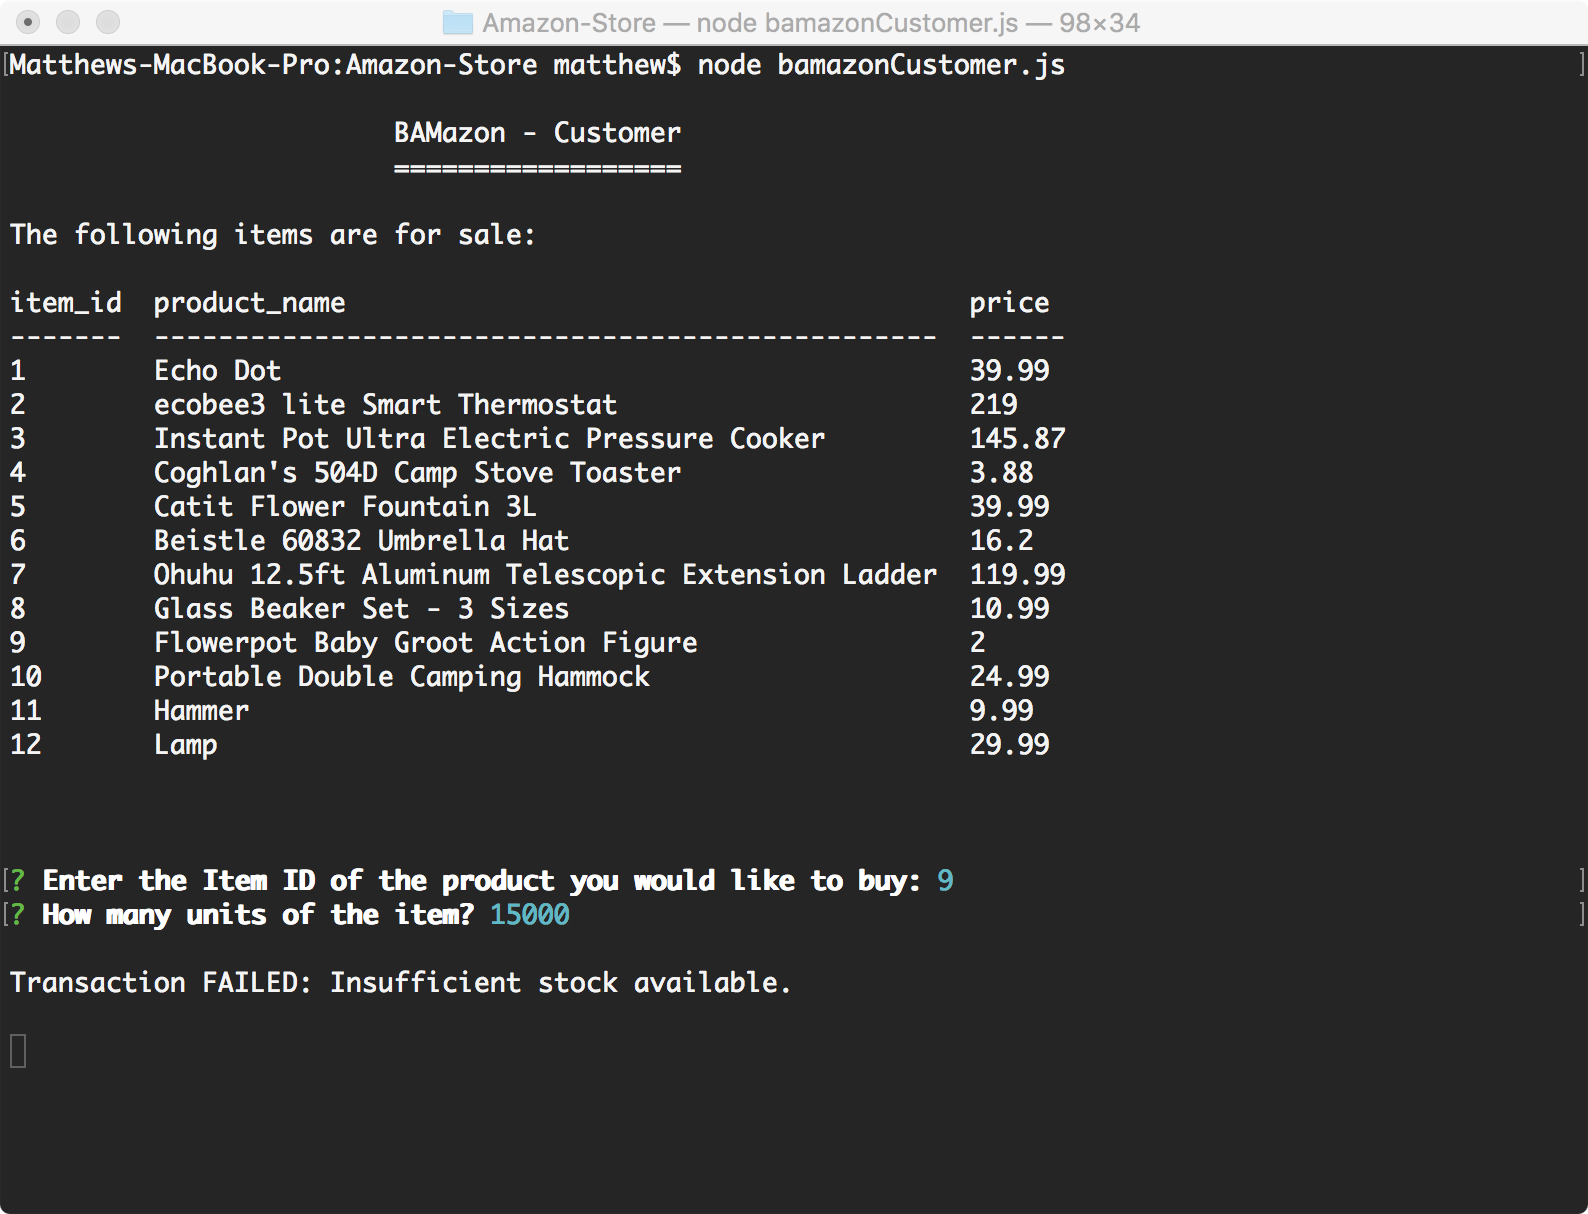 Amazon-Store — node bamazonCustomer.js — 98×34
[Matthews-MacBook-Pro:Amazon-Store matthew$ node bamazonCustomer.js ]
BAMazon - Customer
==================
The following items are for sale:
item_id  product_name                                       price
-------  -------------------------------------------------  ------
1        Echo Dot                                           39.99
2        ecobee3 lite Smart Thermostat                      219
3        Instant Pot Ultra Electric Pressure Cooker         145.87
4        Coghlan's 504D Camp Stove Toaster                  3.88
5        Catit Flower Fountain 3L                           39.99
6        Beistle 60832 Umbrella Hat                         16.2
7        Ohuhu 12.5ft Aluminum Telescopic Extension Ladder  119.99
8        Glass Beaker Set - 3 Sizes                         10.99
9        Flowerpot Baby Groot Action Figure                 2
10       Portable Double Camping Hammock                    24.99
11       Hammer                                             9.99
12       Lamp                                               29.99
[? Enter the Item ID of the product you would like to buy: 9 ]
[? How many units of the item? 15000 ]
Transaction FAILED: Insufficient stock available.